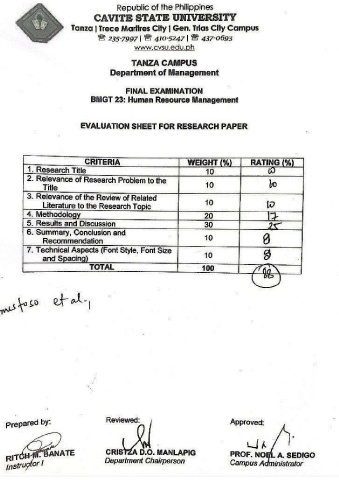 Republic of the Philippines
CAVITE STATE UNIVERSITY
Tanza | Trece Martires City | Gen. Trias City Campus
☎ 235-7997 | ☎ 410-5247 | ☎ 437-0693
www.cvsu.edu.ph
TANZA CAMPUS
Department of Management
FINAL EXAMINATION
BMGT 23: Human Resource Management
EVALUATION SHEET FOR RESEARCH PAPER
CRITERIA WEIGHT (%) RATING (%)
1. Research Title 10 10
2. Relevance of Research Problem to the Title 10 10
3. Relevance of the Review of Related Literature to the Research Topic 10 10
4. Methodology 20 17
5. Results and Discussion 30 25
6. Summary, Conclusion and Recommendation 10 8
7. Technical Aspects (Font Style, Font Size and Spacing) 10 8
TOTAL 100 88
et al.,
Prepared by: Reviewed: Approved:
RITCH M. BANATE CRISTZA D.O. MANLAPIG PROF. NOEL A. SEDIGO
Instructor I Department Chairperson Campus Administrator